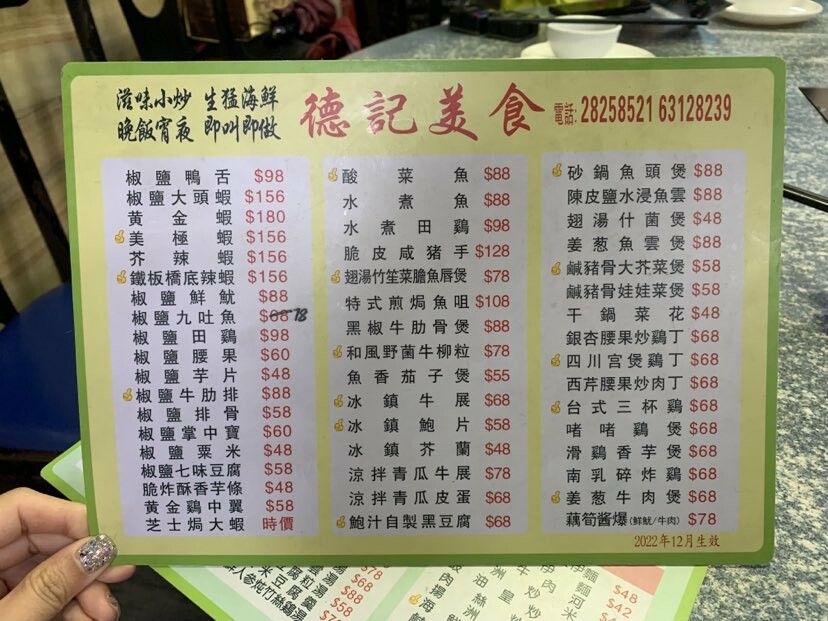 滋味小炒 生猛海鮮
晚飯宵夜 即叫即做
德記美食
電話: 28258521 63128239
椒鹽鴨舌 $98
椒鹽大頭蝦 $156
黄金蝦 $180
美極蝦 $156
芥辣蝦 $156
鐵板橋底辣蝦 $156
椒鹽鮮魷 $88
椒鹽九吐魚 $68 78
椒鹽田鷄 $98
椒鹽腰果 $60
椒鹽芋片 $48
椒鹽牛肋排 $88
椒鹽排骨 $58
椒鹽掌中寶 $60
椒鹽粟米 $48
椒鹽七味豆腐 $58
脆炸酥香芋條 $48
黄金鷄中翼 $58
芝士焗大蝦 時價
酸菜魚 $88
水煮魚 $88
水煮田鷄 $98
脆皮咸猪手 $128
翅湯竹笙菜膽魚唇煲 $78
特式煎焗魚咀 $108
黑椒牛肋骨煲 $88
和風野菌牛柳粒 $78
魚香茄子煲 $55
冰鎮牛展 $68
冰鎮鮑片 $58
冰鎮芥蘭 $48
涼拌青瓜牛展 $78
涼拌青瓜皮蛋 $68
鮑汁自製黑豆腐 $68
砂鍋魚頭煲 $88
陳皮鹽水浸魚雲 $88
翅湯什菌煲 $48
姜葱魚雲煲 $88
鹹豬骨大芥菜煲 $58
鹹豬骨娃娃菜煲 $58
干鍋菜花 $48
銀杏腰果炒鷄丁 $68
四川宫保鷄丁 $68
西芹腰果炒肉丁 $68
台式三杯鷄 $68
啫啫鷄煲 $68
滑鷄香芋煲 $68
南乳碎炸鷄 $68
姜葱牛肉煲 $68
藕筍醬爆(鮮魷/牛肉) $78
2022年12月生效